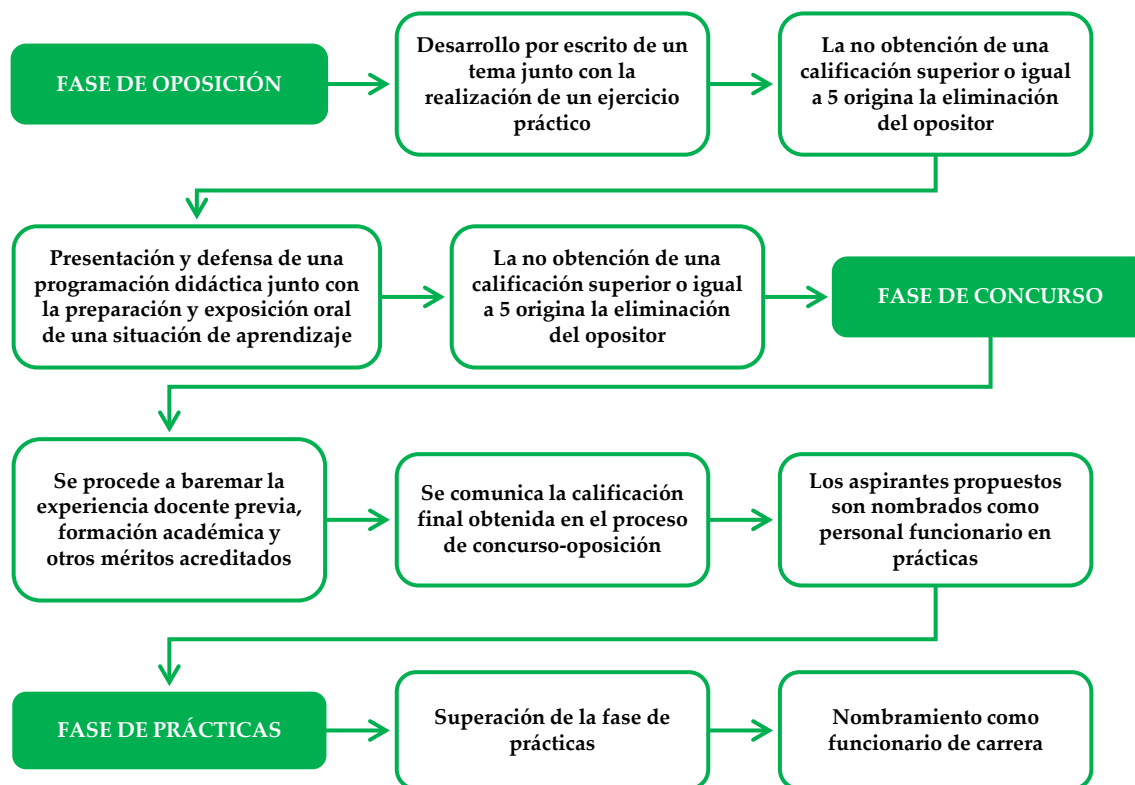 FASE DE OPOSICIÓN
Desarrollo por escrito de un
tema junto con la
realización de un ejercicio
práctico
La no obtención de una
calificación superior o igual
a 5 origina la eliminación
del opositor
Presentación y defensa de una
programación didáctica junto con
la preparación y exposición oral
de una situación de aprendizaje
La no obtención de una
calificación superior o igual
a 5 origina la eliminación
del opositor
FASE DE CONCURSO
Se procede a baremar la
experiencia docente previa,
formación académica y
otros méritos acreditados
Se comunica la calificación
final obtenida en el proceso
de concurso-oposición
Los aspirantes propuestos
son nombrados como
personal funcionario en
prácticas
FASE DE PRÁCTICAS
Superación de la fase de
prácticas
Nombramiento como
funcionario de carrera